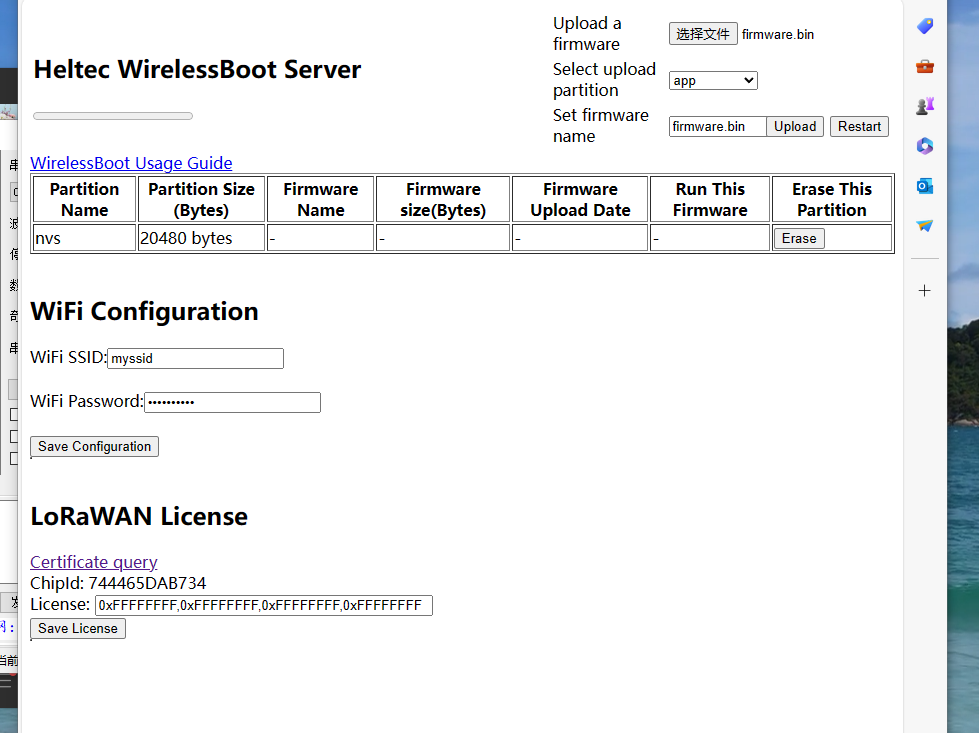 Upload a
firmware
选择文件 firmware.bin
Heltec WirelessBoot Server
Select upload
partition
app
Set firmware
name
firmware.bin
Upload
Restart
WirelessBoot Usage Guide
Partition
Name
Partition Size
(Bytes)
Firmware
Name
Firmware
size(Bytes)
Firmware
Upload Date
Run This
Firmware
Erase This
Partition
nvs
20480 bytes
-
-
-
-
Erase
WiFi Configuration
WiFi SSID: myssid
WiFi Password: ••••••••••
Save Configuration
LoRaWAN License
Certificate query
ChipId: 744465DAB734
License: 0xFFFFFFFF,0xFFFFFFFF,0xFFFFFFFF,0xFFFFFFFF
Save License
当前